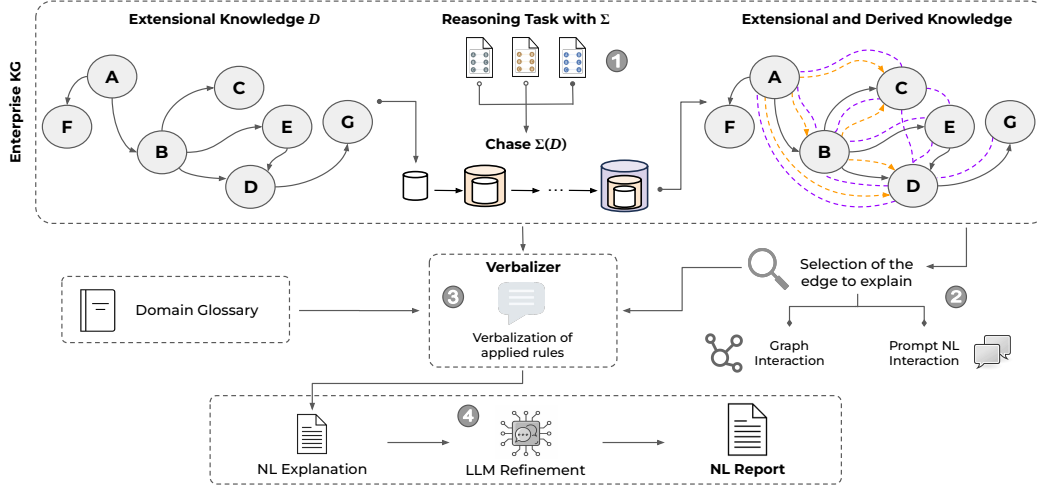 Extensional Knowledge D
Reasoning Task with Σ
Extensional and Derived Knowledge
Enterprise KG
1
A
F
C
B
E
D
G
Chase Σ(D)
...
A
F
C
B
E
D
G
Domain Glossary
Verbalizer
3
Verbalization of
applied rules
Selection of the
edge to explain
2
Graph
Interaction
Prompt NL
Interaction
4
NL Explanation
LLM Refinement
NL Report